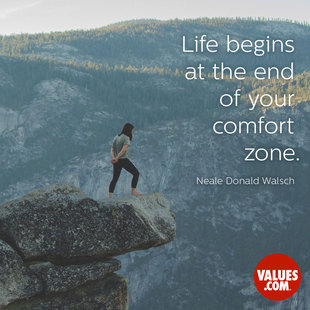 Life begins
at the end
of your
comfort
zone.
Neale Donald Walsch
VALUES
.COM